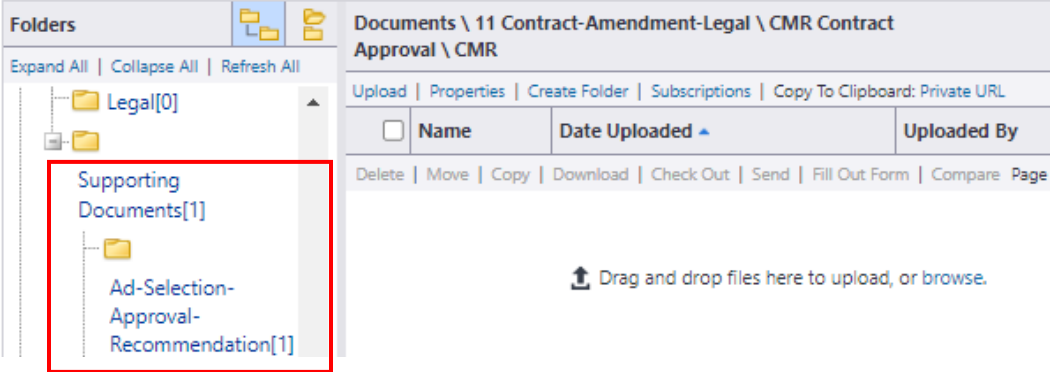 Folders
Expand All | Collapse All | Refresh All
Legal[0]
Supporting
Documents[1]
Ad-Selection-
Approval-
Recommendation[1]
Documents \ 11 Contract-Amendment-Legal \ CMR Contract
Approval \ CMR
Upload | Properties | Create Folder | Subscriptions | Copy To Clipboard: Private URL
Name Date Uploaded Uploaded By
Delete | Move | Copy | Download | Check Out | Send | Fill Out Form | Compare Page
Drag and drop files here to upload, or browse.